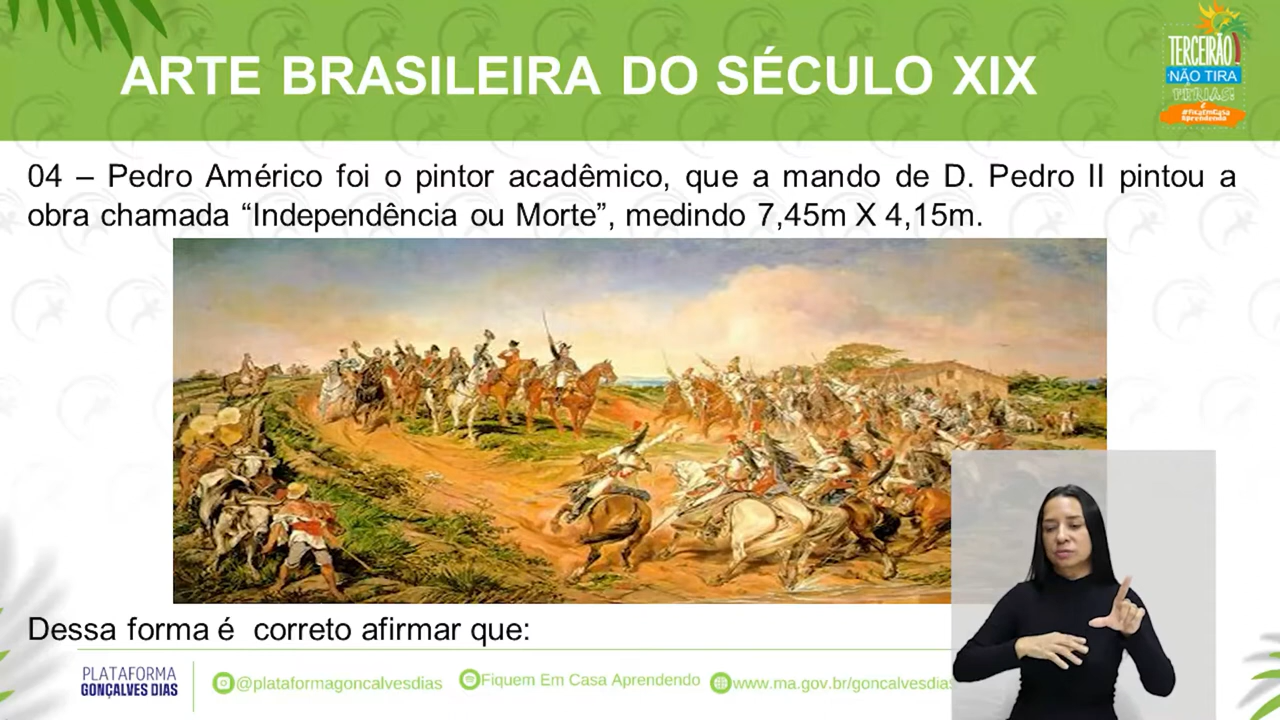 ARTE BRASILEIRA DO SÉCULO XIX
TERCEIRÃO
NÃO TIRA
FÉRIAS!
é
#FicaEmCasa
Aprendendo
04 – Pedro Américo foi o pintor acadêmico, que a mando de D. Pedro II pintou a
obra chamada “Independência ou Morte”, medindo 7,45m X 4,15m.
Dessa forma é correto afirmar que:
PLATAFORMA
GONÇALVES DIAS
@plataformagoncalvesdias
Fiquem Em Casa Aprendendo
www.ma.gov.br/goncalvesdias